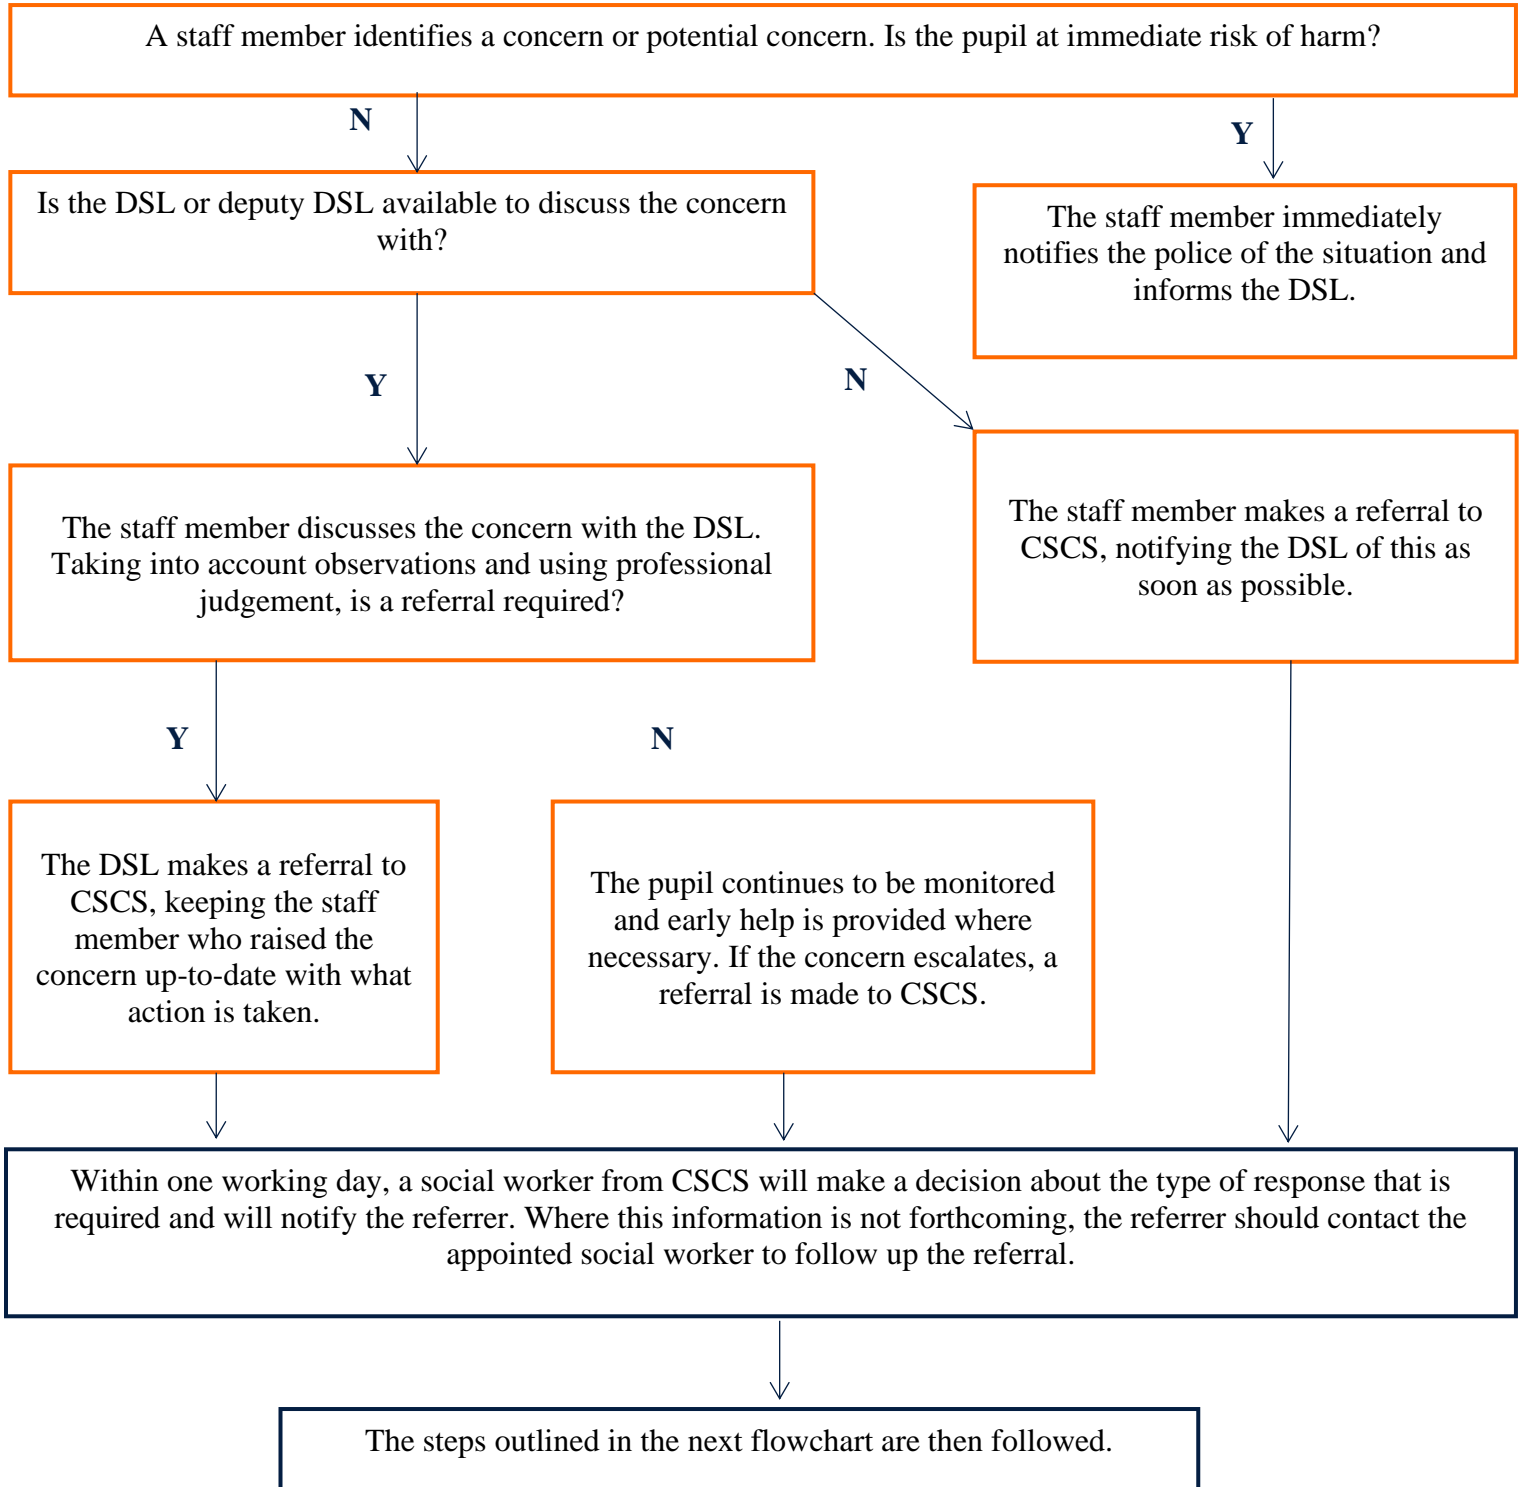 A staff member identifies a concern or potential concern. Is the pupil at immediate risk of harm?
N
Y
Is the DSL or deputy DSL available to discuss the concern
with?
The staff member immediately
notifies the police of the situation and
informs the DSL.
Y
N
The staff member discusses the concern with the DSL.
Taking into account observations and using professional
judgement, is a referral required?
The staff member makes a referral to
CSCS, notifying the DSL of this as
soon as possible.
Y
N
The DSL makes a referral to
CSCS, keeping the staff
member who raised the
concern up-to-date with what
action is taken.
The pupil continues to be monitored
and early help is provided where
necessary. If the concern escalates, a
referral is made to CSCS.
Within one working day, a social worker from CSCS will make a decision about the type of response that is
required and will notify the referrer. Where this information is not forthcoming, the referrer should contact the
appointed social worker to follow up the referral.
The steps outlined in the next flowchart are then followed.